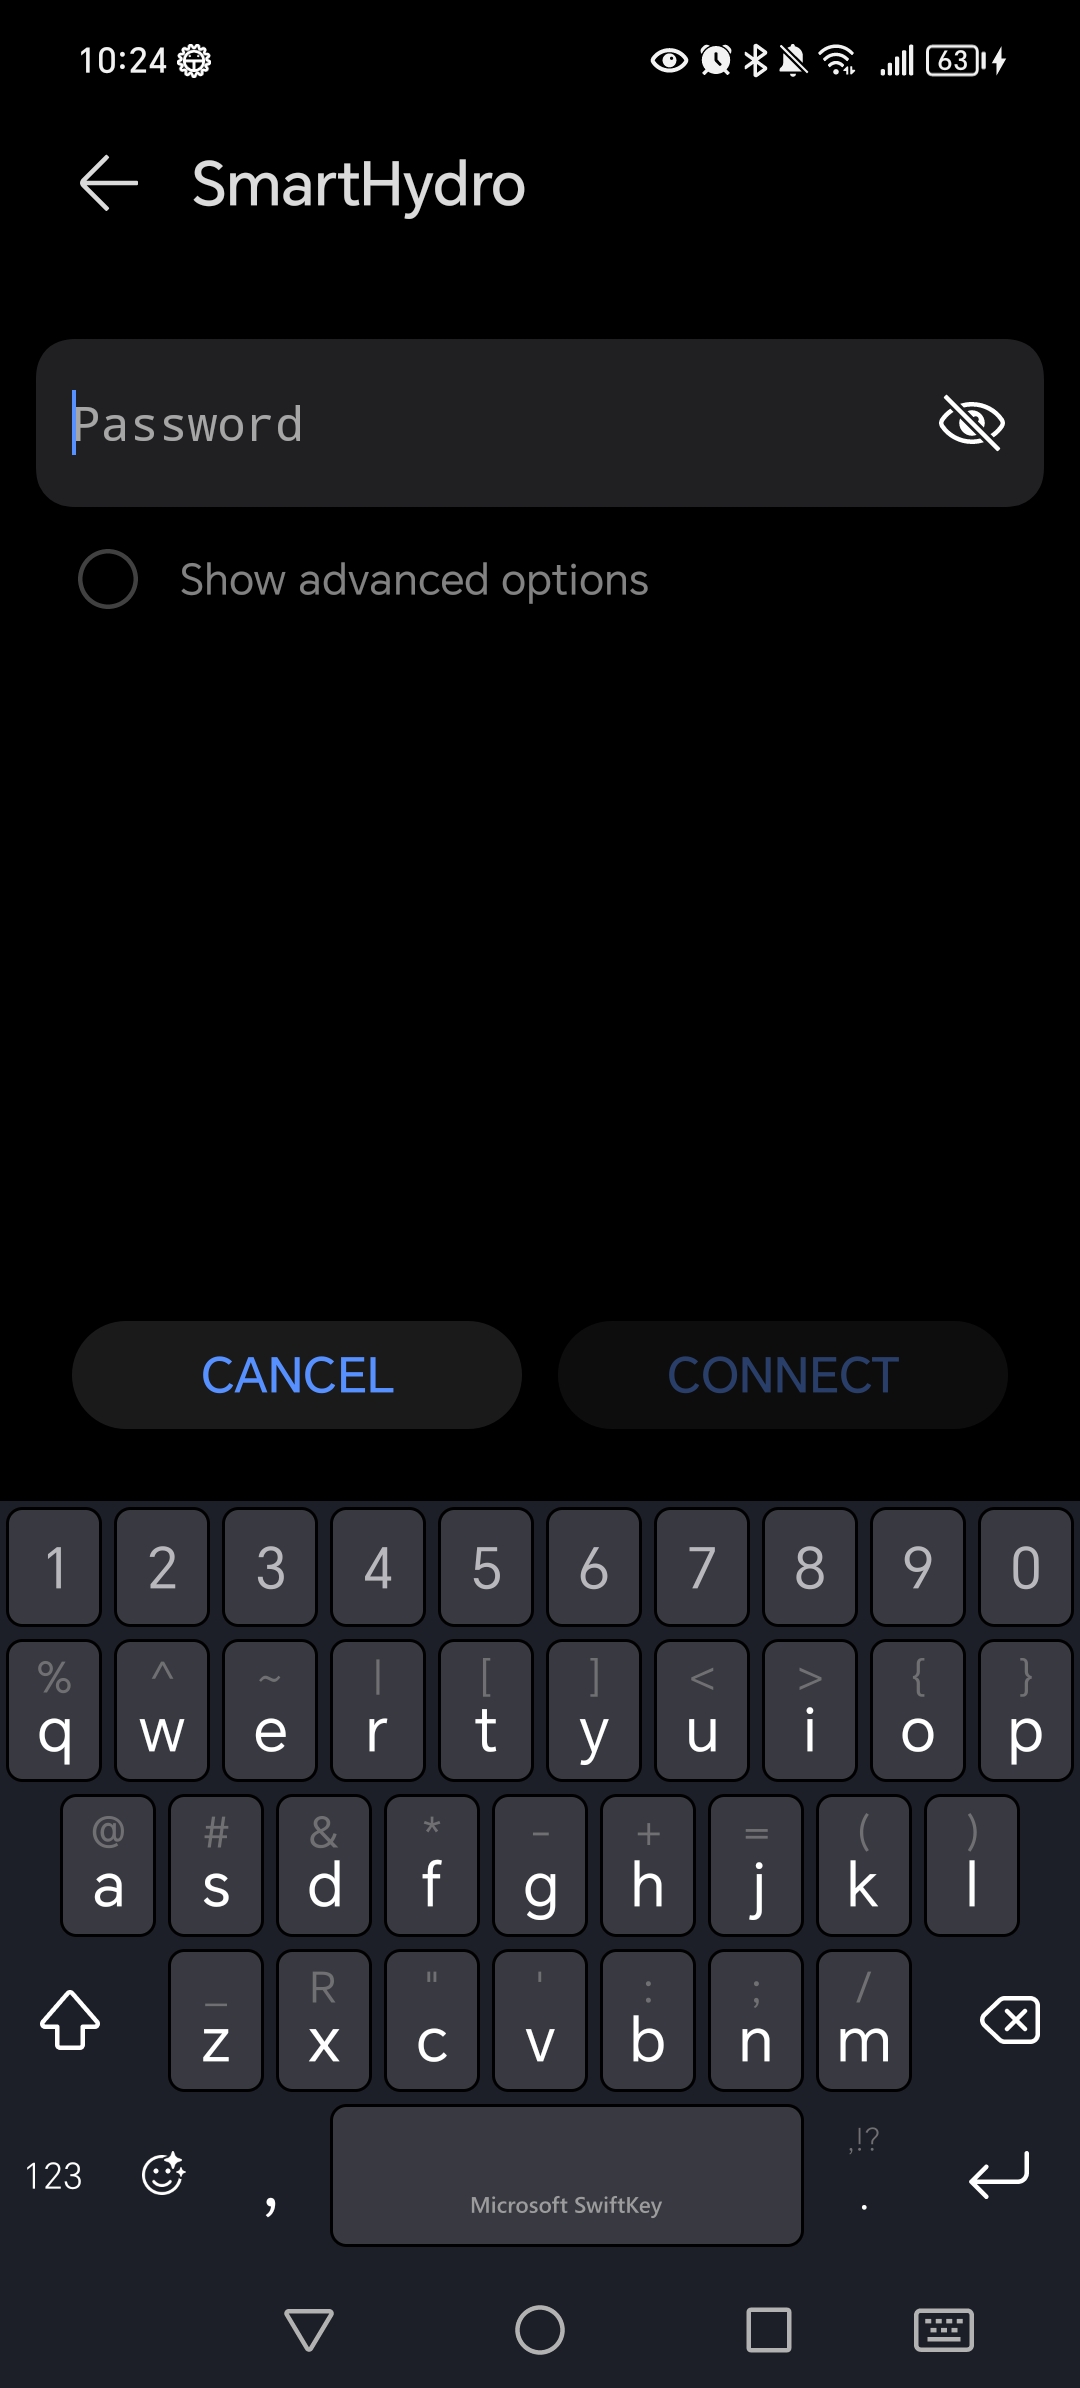 10:24
63
SmartHydro
Password
Show advanced options
CANCEL CONNECT
1 2 3 4 5 6 7 8 9 0
% ^ ~ | [ ] < > { }
q w e r t y u i o p
@ # & * - + = ( )
a s d f g h j k l
_ R " ' : ; /
z x c v b n m
,!?
123 , Microsoft SwiftKey .